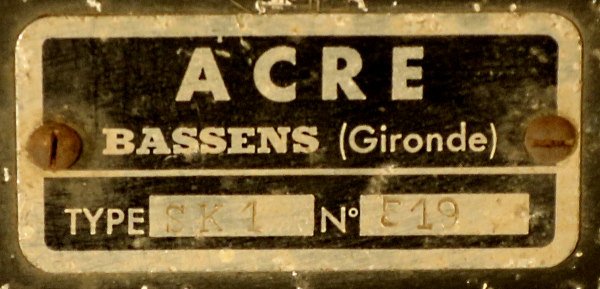 ACRE
BASSENS (Gironde)
TYPE SK1 N° 519